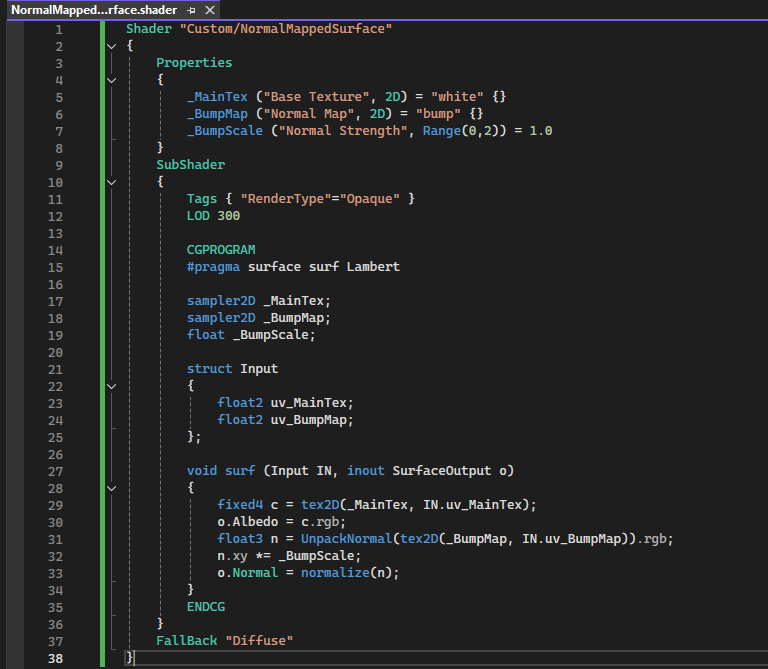 NormalMapped...rface.shader
1 Shader "Custom/NormalMappedSurface"
2 {
3     Properties
4     {
5         _MainTex ("Base Texture", 2D) = "white" {}
6         _BumpMap ("Normal Map", 2D) = "bump" {}
7         _BumpScale ("Normal Strength", Range(0,2)) = 1.0
8     }
9     SubShader
10     {
11         Tags { "RenderType"="Opaque" }
12         LOD 300
13
14         CGPROGRAM
15         #pragma surface surf Lambert
16
17         sampler2D _MainTex;
18         sampler2D _BumpMap;
19         float _BumpScale;
20
21         struct Input
22         {
23             float2 uv_MainTex;
24             float2 uv_BumpMap;
25         };
26
27         void surf (Input IN, inout SurfaceOutput o)
28         {
29             fixed4 c = tex2D(_MainTex, IN.uv_MainTex);
30             o.Albedo = c.rgb;
31             float3 n = UnpackNormal(tex2D(_BumpMap, IN.uv_BumpMap)).rgb;
32             n.xy *= _BumpScale;
33             o.Normal = normalize(n);
34         }
35         ENDCG
36     }
37     FallBack "Diffuse"
38 }